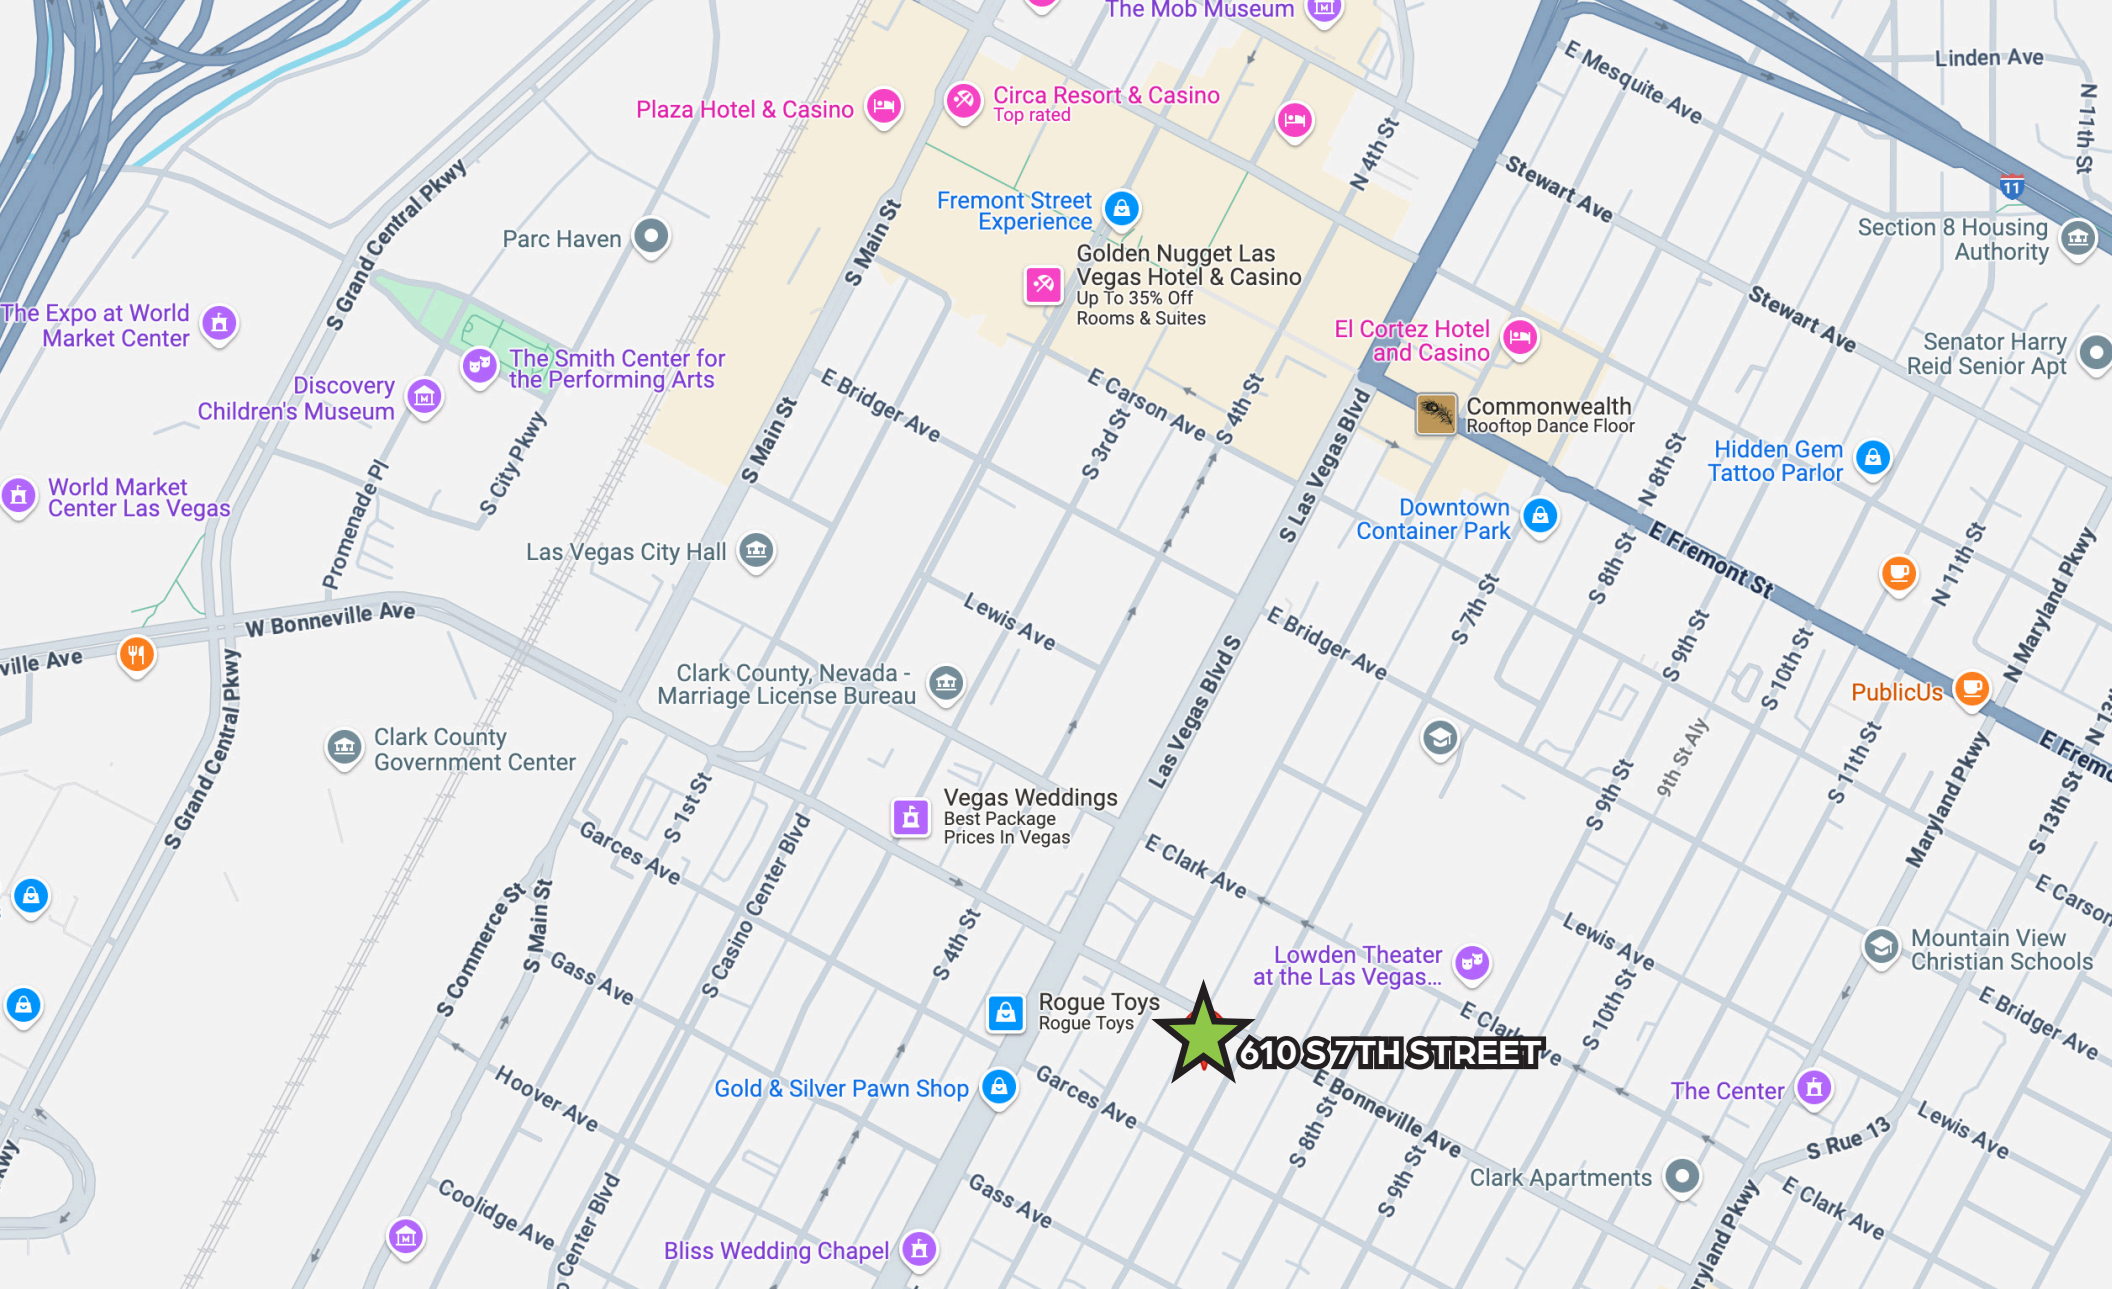 The Mob Museum
E Mesquite Ave
Linden Ave
N 11th St
Plaza Hotel & Casino
Circa Resort & Casino
Top rated
N 4th St
Stewart Ave
11
S Grand Central Pkwy
Parc Haven
S Main St
Fremont Street
Experience
Section 8 Housing
Authority
Golden Nugget Las
Vegas Hotel & Casino
Up To 35% Off
Rooms & Suites
The Expo at World
Market Center
Stewart Ave
El Cortez Hotel
and Casino
Senator Harry
Reid Senior Apt
The Smith Center for
the Performing Arts
Discovery
Children's Museum
E Bridger Ave
E Carson Ave
S 4th St
Commonwealth
Rooftop Dance Floor
S Main St
S 3rd St
S Las Vegas Blvd
N 8th St
Hidden Gem
Tattoo Parlor
S City Pkwy
Promenade Pl
World Market
Center Las Vegas
Downtown
Container Park
E Fremont St
Las Vegas City Hall
S 8th St
N 11th St
N Maryland Pkwy
W Bonneville Ave
Lewis Ave
E Bridger Ave
S 7th St
S 9th St
S 10th St
ville Ave
Clark County, Nevada -
Marriage License Bureau
Las Vegas Blvd S
PublicUs
N 13th
S Grand Central Pkwy
Clark County
Government Center
9th St Aly
S 11th St
Maryland Pkwy
E Fremo
S 1st St
Vegas Weddings
Best Package
Prices In Vegas
S 9th St
S 13th St
Garces Ave
S Casino Center Blvd
E Clark Ave
E Carson
S Commerce St
S Main St
S 4th St
Lewis Ave
Gass Ave
Lowden Theater
at the Las Vegas...
Mountain View
Christian Schools
Rogue Toys
Rogue Toys
E Clark Ave
S 10th St
E Bridger Ave
610 S 7TH STREET
Hoover Ave
Gold & Silver Pawn Shop
Garces Ave
E Bonneville Ave
The Center
S 8th St
S Rue 13
Lewis Ave
Clark Apartments
S 9th St
Coolidge Ave
Gass Ave
E Clark Ave
kwy
o Center Blvd
Bliss Wedding Chapel
ryland Pkwy